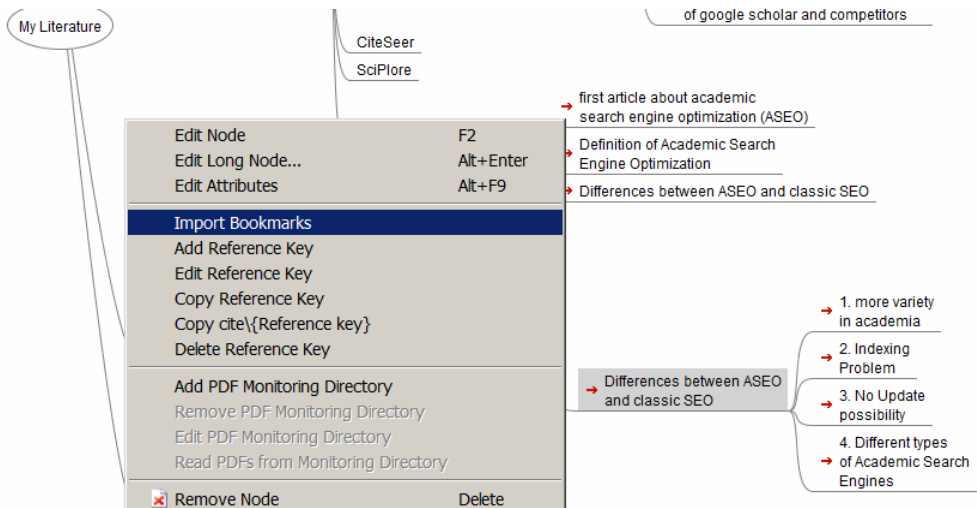 My Literature
of google scholar and competitors
CiteSeer
SciPlore
first article about academic
search engine optimization (ASEO)
Definition of Academic Search
Engine Optimization
Differences between ASEO and classic SEO
Edit Node F2
Edit Long Node... Alt+Enter
Edit Attributes Alt+F9
Import Bookmarks
Add Reference Key
Edit Reference Key
Copy Reference Key
Copy cite\{Reference key}
Delete Reference Key
Add PDF Monitoring Directory
Remove PDF Monitoring Directory
Edit PDF Monitoring Directory
Read PDFs from Monitoring Directory
Remove Node Delete
Differences between ASEO
and classic SEO
1. more variety
in academia
2. Indexing
Problem
3. No Update
possibility
4. Different types
of Academic Search
Engines